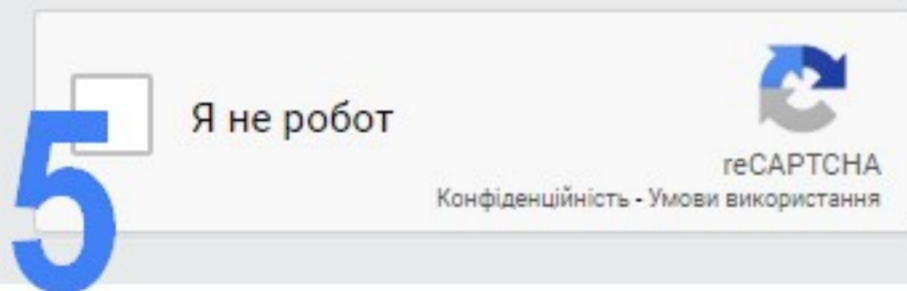 5
Я не робот
reCAPTCHA
Конфіденційність - Умови використання